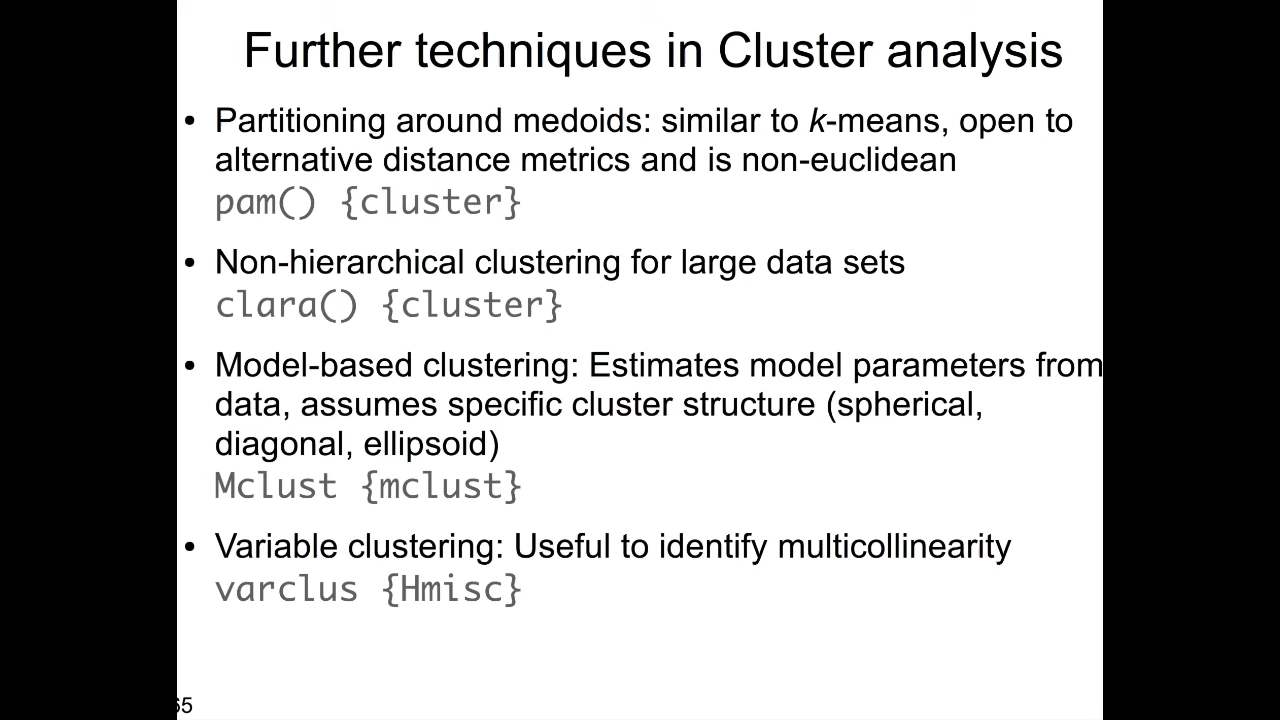 Further techniques in Cluster analysis
• Partitioning around medoids: similar to k-means, open to
alternative distance metrics and is non-euclidean
pam() {cluster}
• Non-hierarchical clustering for large data sets
clara() {cluster}
• Model-based clustering: Estimates model parameters from
data, assumes specific cluster structure (spherical,
diagonal, ellipsoid)
Mclust {mclust}
• Variable clustering: Useful to identify multicollinearity
varclus {Hmisc}